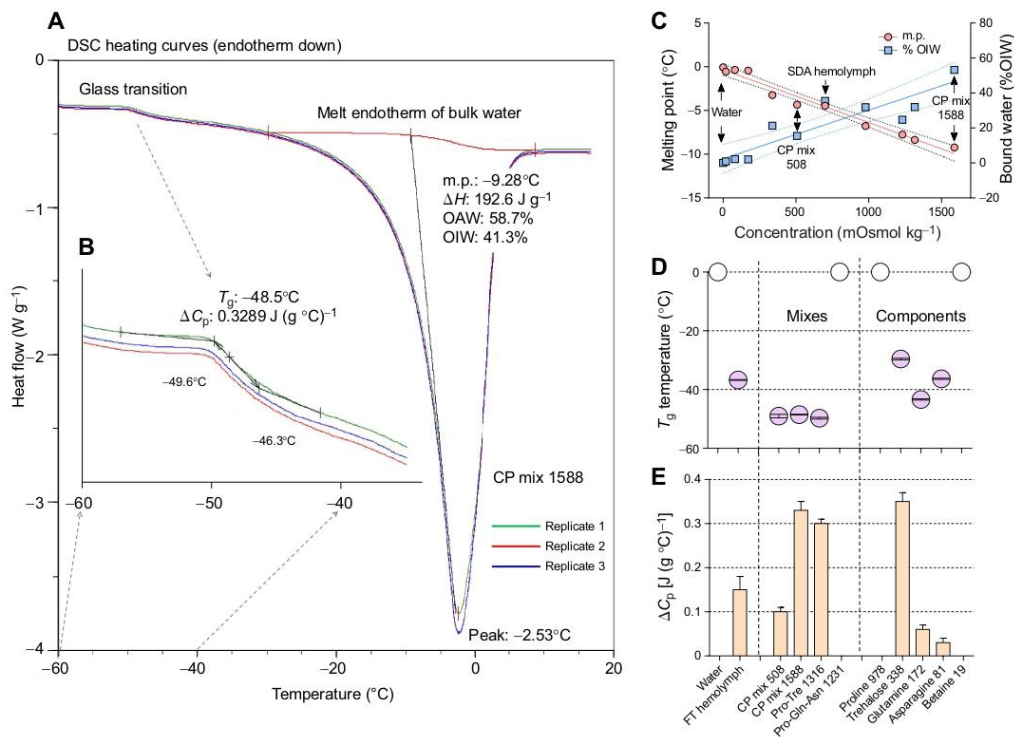 A
DSC heating curves (endotherm down)
0
–1
–2
–3
–4
Heat flow (W g–1)
Glass transition
Melt endotherm of bulk water
m.p.: –9.28°C
ΔH: 192.6 J g–1
OAW: 58.7%
OIW: 41.3%
B
Tg: –48.5°C
ΔCp: 0.3289 J (g °C)–1
–49.6°C
–46.3°C
–60
–50
–40
CP mix 1588
Replicate 1
Replicate 2
Replicate 3
Peak: –2.53°C
–60
–40
–20
0
20
Temperature (°C)
C
5
0
–5
–10
–15
Melting point (°C)
80
60
40
20
0
–20
Bound water (%OIW)
m.p.
% OIW
SDA hemolymph
Water
CP mix
508
CP mix
1588
0
500
1000
1500
Concentration (mOsmol kg–1)
D
0
–20
–40
–60
Tg temperature (°C)
Mixes
Components
E
0.4
0.3
0.2
0.1
0
ΔCp [J (g °C)–1]
Water
FT hemolymph
CP mix 508
CP mix 1588
Pro-Tre 1316
Pro-Gln-Asn 1231
Proline 978
Trehalose 338
Glutamine 172
Asparagine 81
Betaine 19